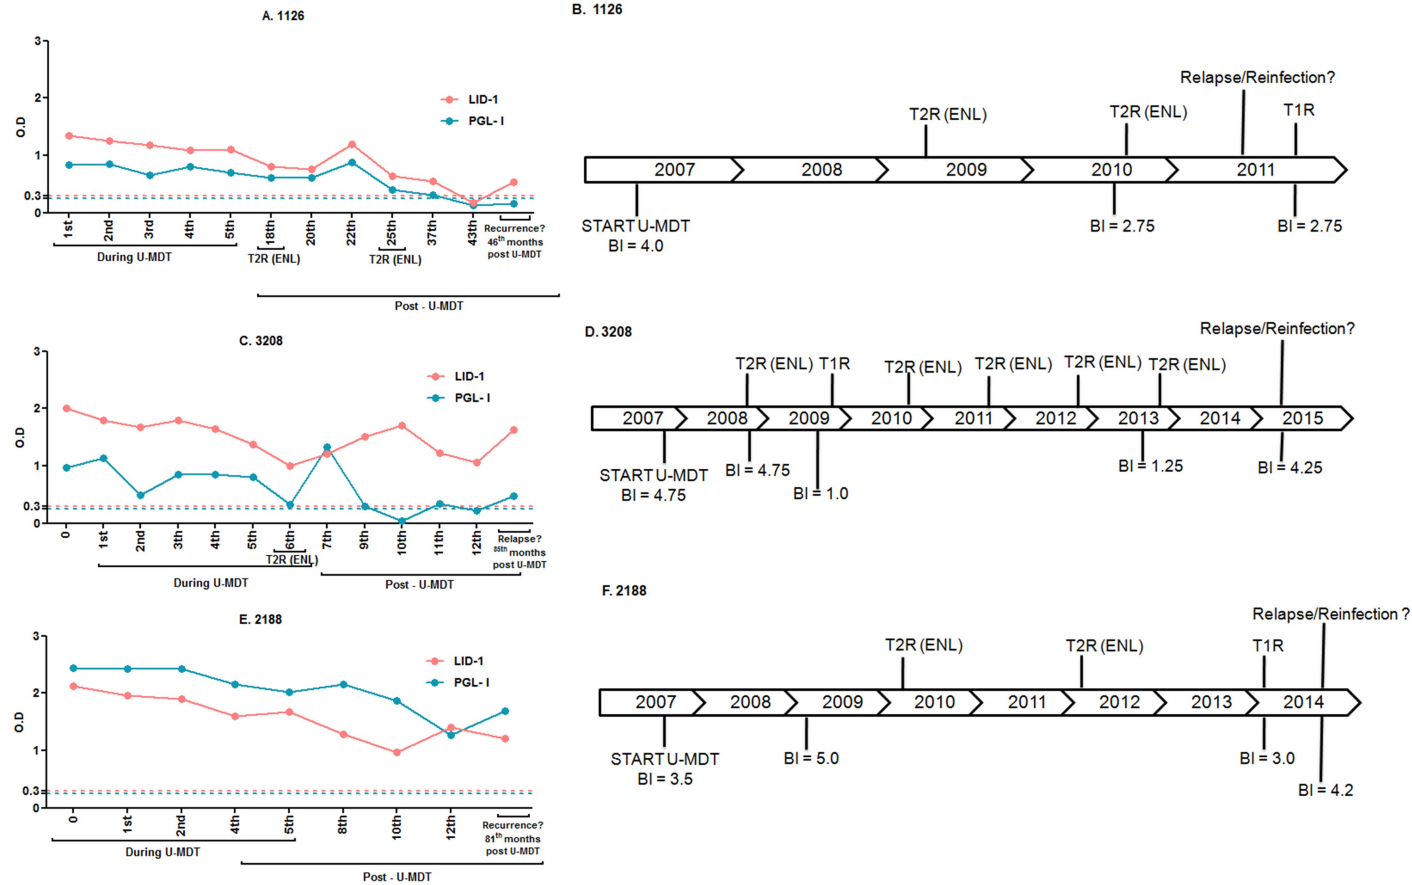 A. 1126
3
2
1
0.3
0
O.D
LID-1
PGL- I
1st
2nd
3rd
4th
5th
18th
20th
22th
25th
37th
43th
Recurrence?
46th months
post U-MDT
During U-MDT
T2R (ENL)
T2R (ENL)
Post - U-MDT
B. 1126
Relapse/Reinfection?
T2R (ENL)
T2R (ENL)
T1R
2007
2008
2009
2010
2011
START U-MDT
BI = 4.0
BI = 2.75
BI = 2.75
C. 3208
3
2
1
0.3
0
O.D
LID-1
PGL- I
0
1st
2nd
3th
4th
5th
6th
7th
9th
10th
11th
12th
Relapse?
85th months
post U-MDT
T2R (ENL)
During U-MDT
Post - U-MDT
D. 3208
Relapse/Reinfection?
T2R (ENL)
T1R
T2R (ENL)
T2R (ENL)
T2R (ENL)
T2R (ENL)
2007
2008
2009
2010
2011
2012
2013
2014
2015
START U-MDT
BI = 4.75
BI = 4.75
BI = 1.0
BI = 1.25
BI = 4.25
E. 2188
3
2
1
0.3
0
O.D
LID-1
PGL- I
0
1st
2nd
4th
5th
8th
10th
12th
Recurrence?
81th months
post U-MDT
During U-MDT
Post - U-MDT
F. 2188
Relapse/Reinfection ?
T2R (ENL)
T2R (ENL)
T1R
2007
2008
2009
2010
2011
2012
2013
2014
START U-MDT
BI = 3.5
BI = 5.0
BI = 3.0
BI = 4.2